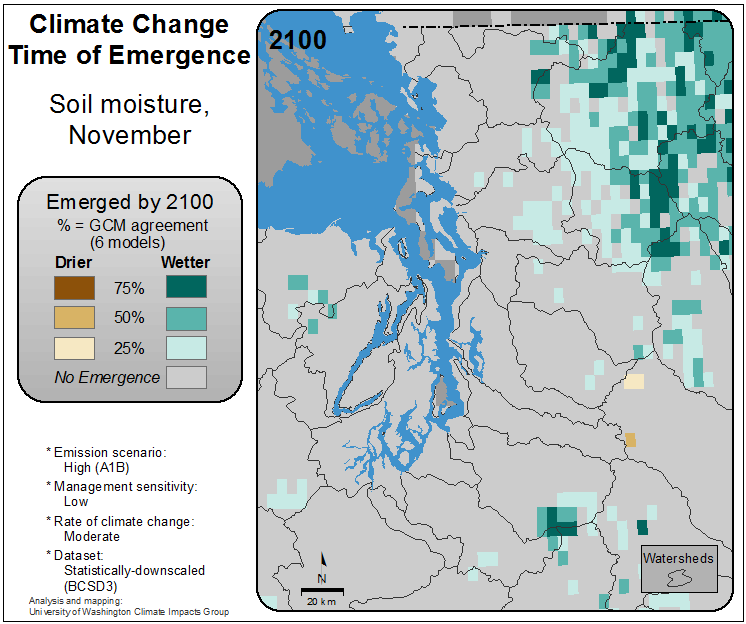 Climate Change
Time of Emergence
Soil moisture,
November
Emerged by 2100
% = GCM agreement
(6 models)
Drier Wetter
75%
50%
25%
No Emergence
* Emission scenario:
High (A1B)
* Management sensitivity:
Low
* Rate of climate change:
Moderate
* Dataset:
Statistically-downscaled
(BCSD3)
Analysis and mapping:
University of Washington Climate Impacts Group
2100
N
20 km
Watersheds